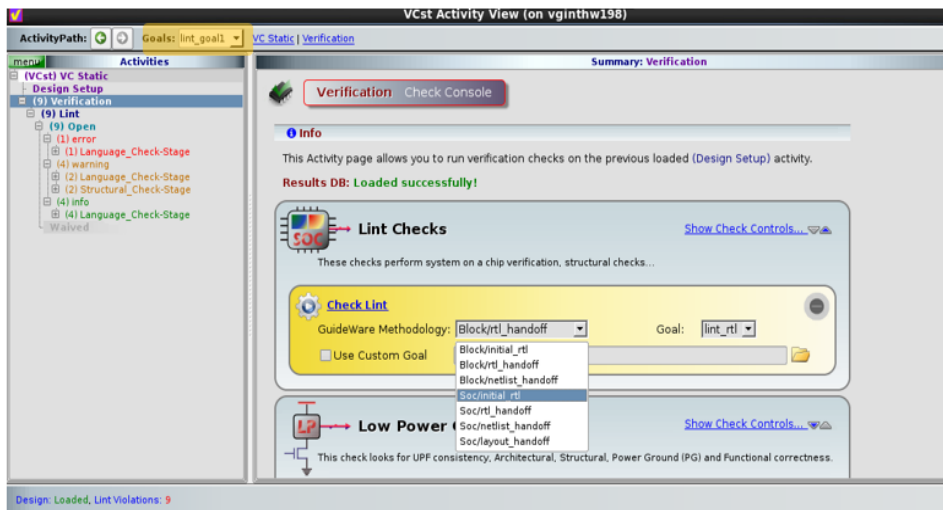 VCst Activity View (on vginthw198)
ActivityPath: Goals: lint_goal1 VC Static | Verification
menu Activities
(VCst) VC Static
Design Setup
(9) Verification
(9) Lint
(9) Open
(1) error
(1) Language_Check-Stage
(4) warning
(2) Language_Check-Stage
(2) Structural_Check-Stage
(4) info
(4) Language_Check-Stage
Waived
Summary: Verification
Verification Check Console
Info
This Activity page allows you to run verification checks on the previous loaded (Design Setup) activity.
Results DB: Loaded successfully!
SOC Lint Checks Show Check Controls...
These checks perform system on a chip verification, structural checks...
Check Lint
GuideWare Methodology: Block/rtl_handoff Goal: lint_rtl
Use Custom Goal
Block/initial_rtl
Block/rtl_handoff
Block/netlist_handoff
Soc/initial_rtl
Soc/rtl_handoff
Soc/netlist_handoff
Soc/layout_handoff
LP Low Power Show Check Controls...
This check looks for UPF consistency, Architectural, Structural, Power Ground (PG) and Functional correctness.
Design: Loaded, Lint Violations: 9